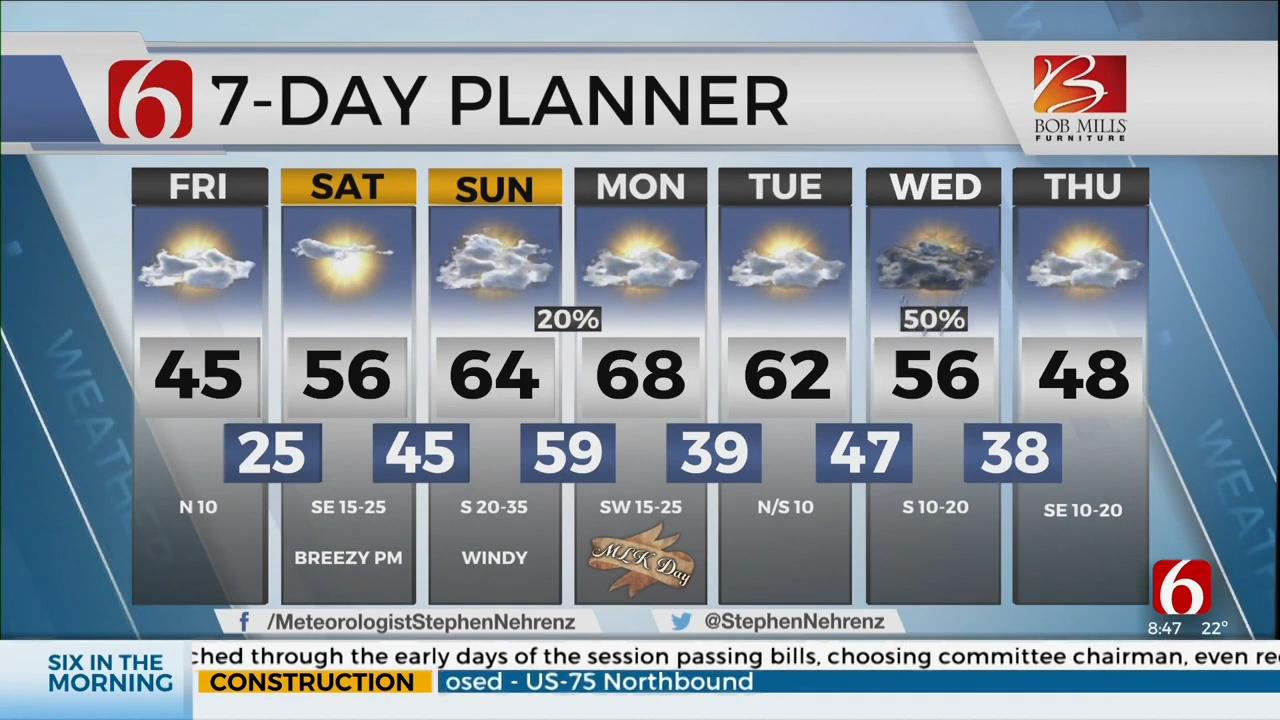 6 7-DAY PLANNER
B
BOB MILLS
FURNITURE
FRI SAT SUN MON TUE WED THU
20% 50%
45 56 64 68 62 56 48
25 45 59 39 47 38
N 10 SE 15-25 S 20-35 SW 15-25 N/S 10 S 10-20 SE 10-20
BREEZY PM WINDY MLK Day
f /MeteorologistStephenNehrenz @StephenNehrenz
6
8:47 22°
SIX IN THE
MORNING
ched through the early days of the session passing bills, choosing committee chairman, even
CONSTRUCTION osed - US-75 Northbound
WEATHER